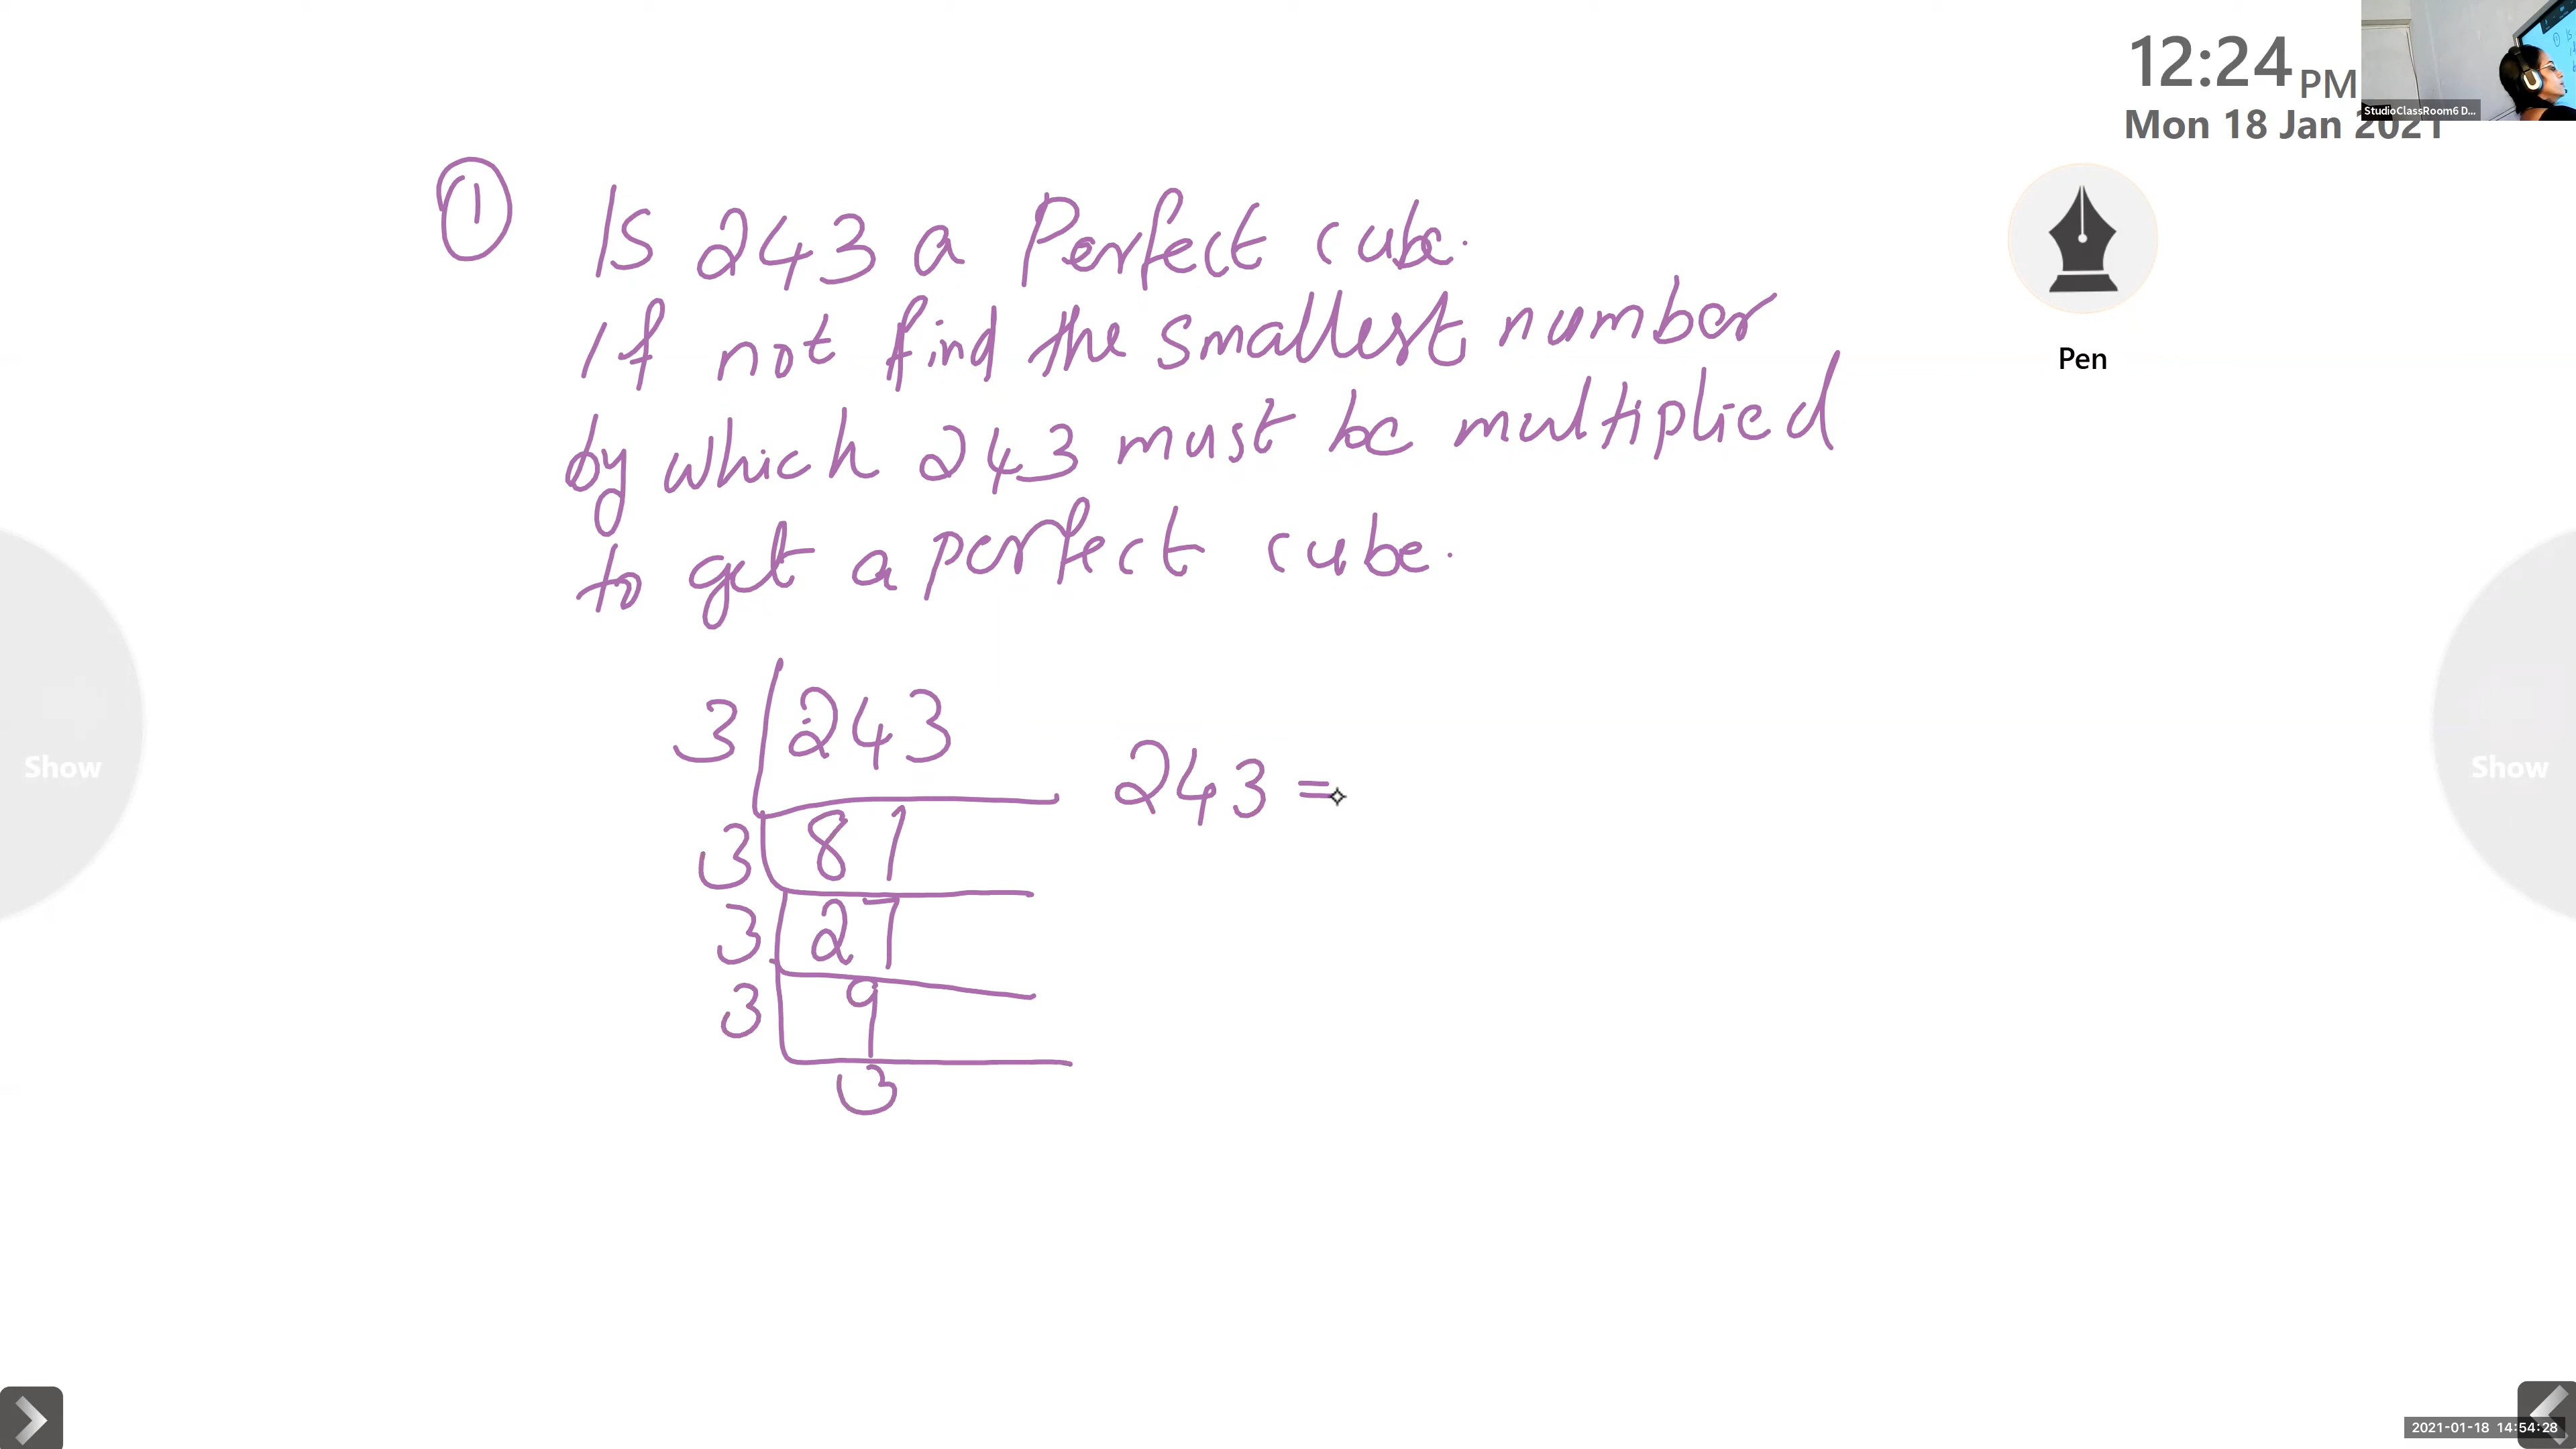 12:24 PM
Mon 18 Jan 2021
StudioClassRoom6 D...
Pen
① Is 243 a Perfect cube.
If not find the smallest number
by which 243 must be multiplied
to get a perfect cube.
3 | 243
3 | 81
3 | 27
3 | 9
3
243 =
Show
Show
2021-01-18 14:54:28